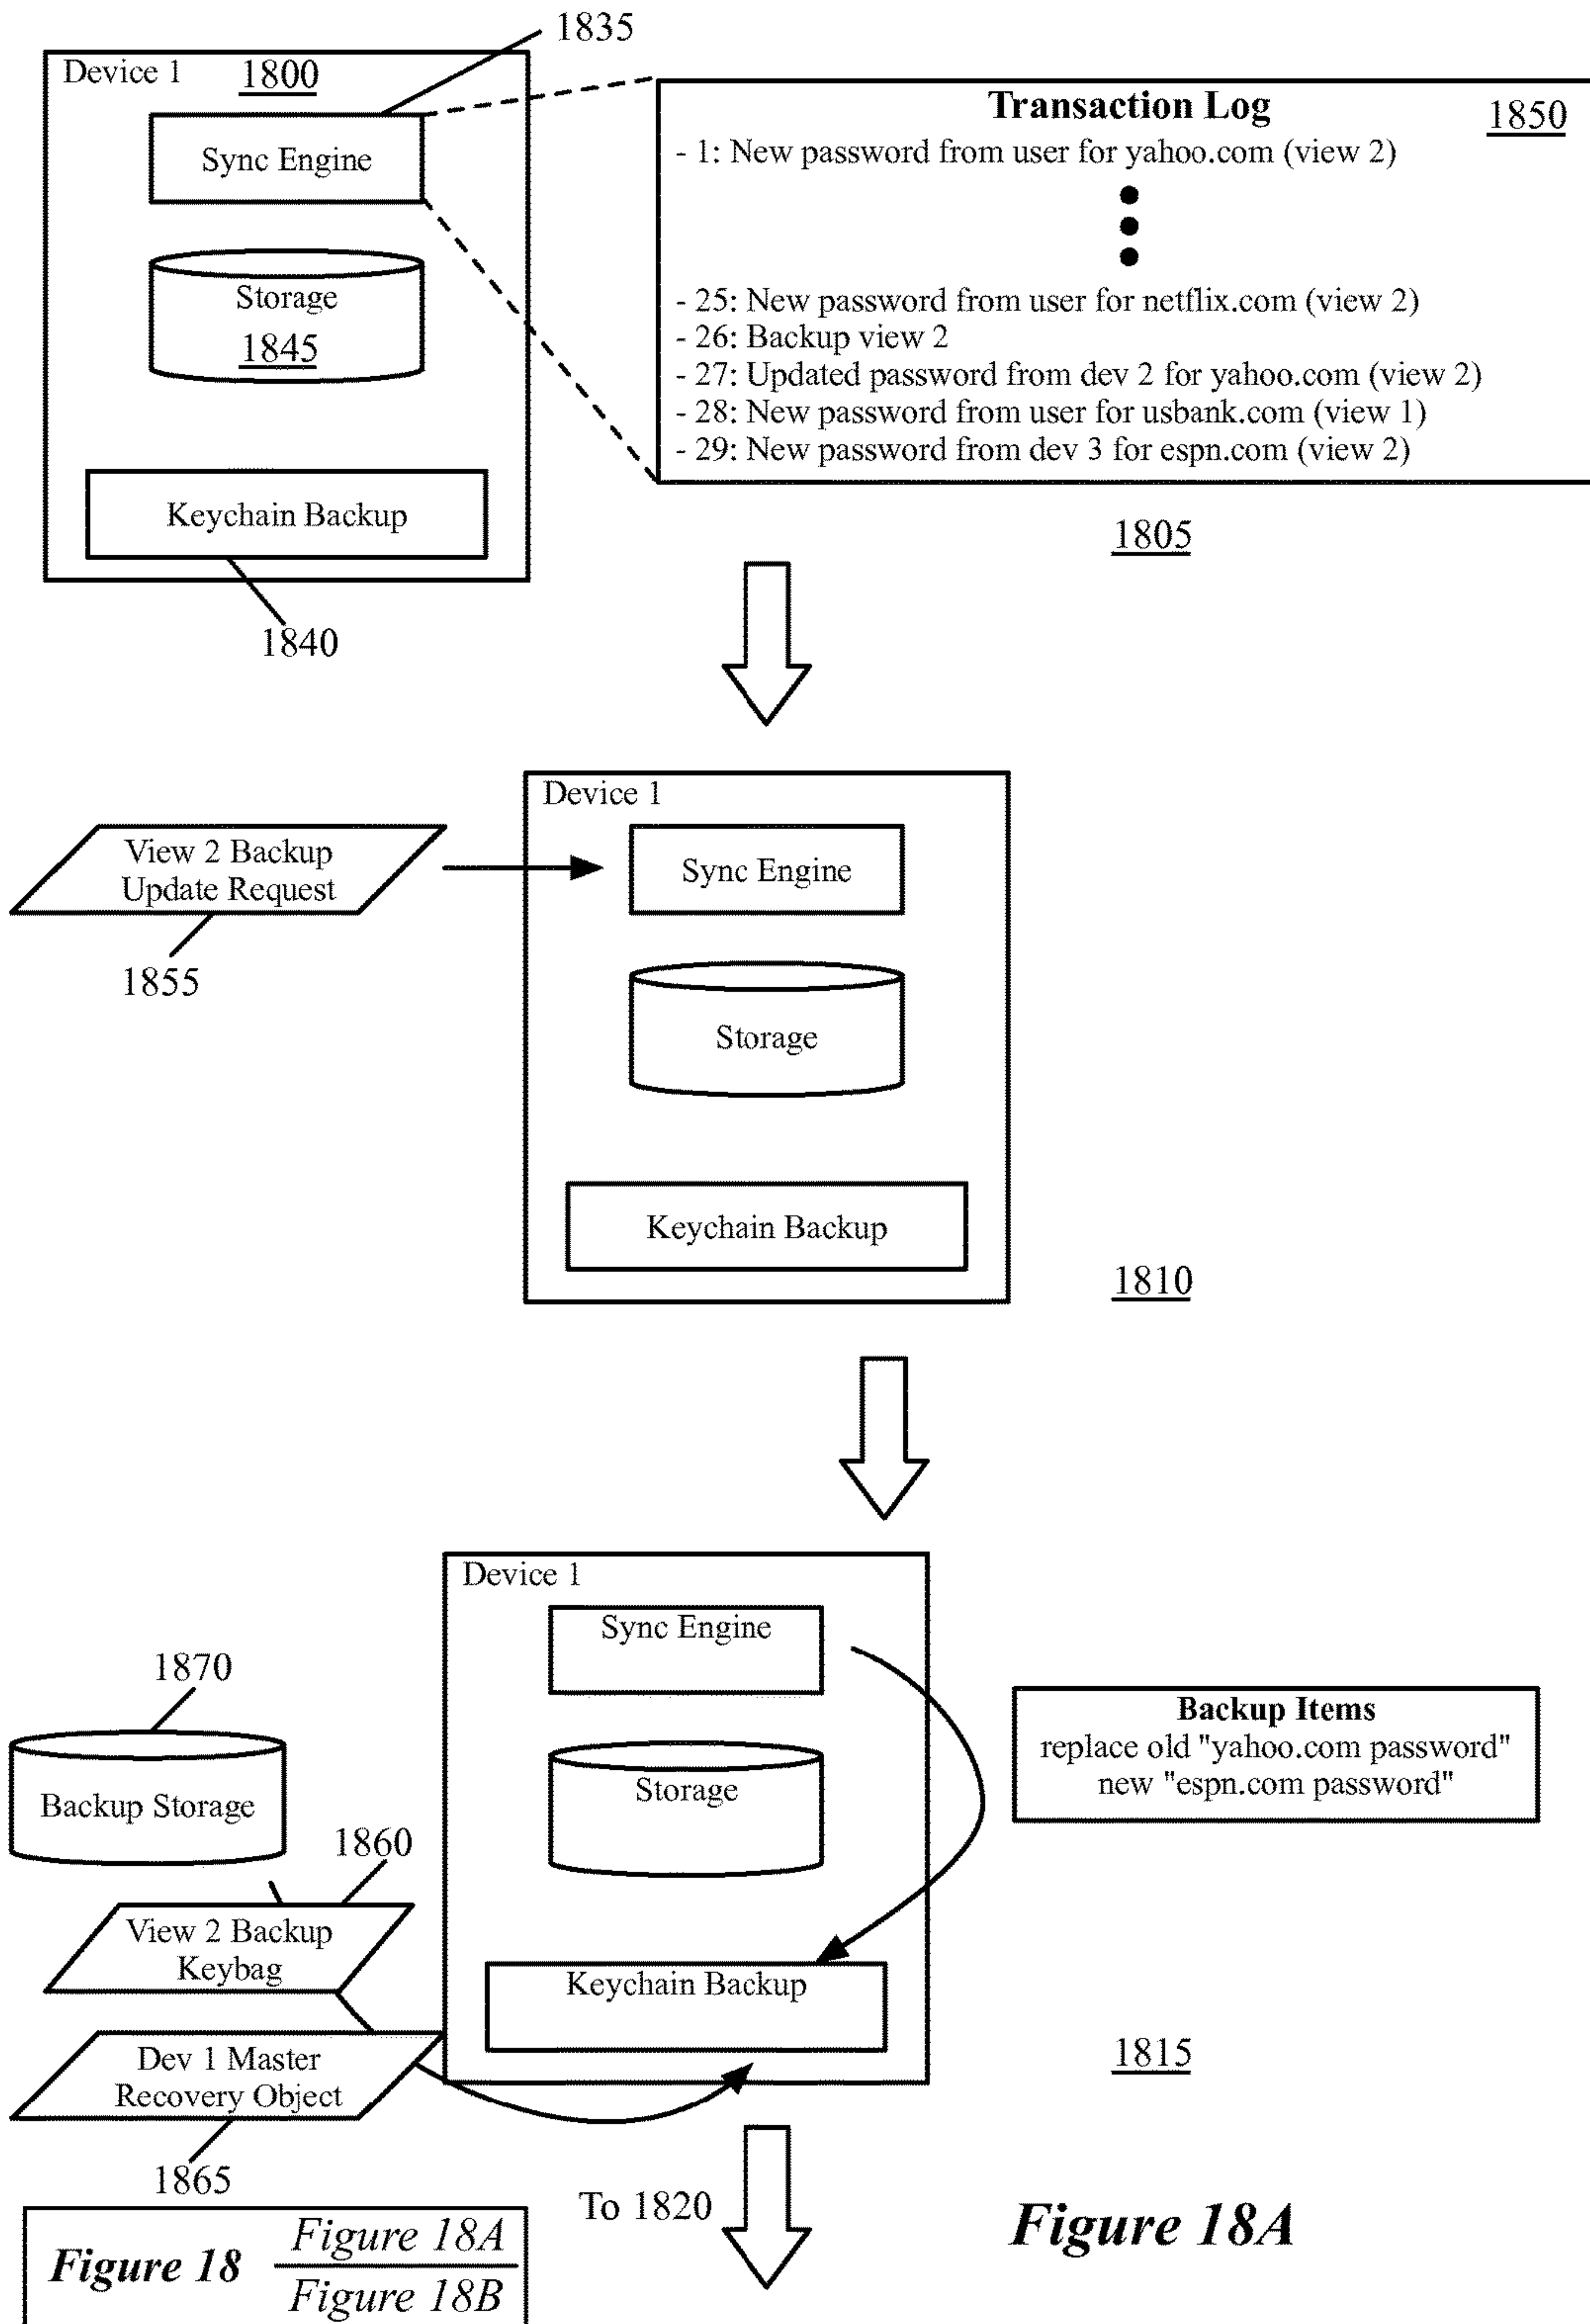 1835
Device 1
1800
Sync Engine
Storage
1845
Keychain Backup
1840
Transaction Log
1850
- 1: New password from user for yahoo.com (view 2)
- 25: New password from user for netflix.com (view 2)
- 26: Backup view 2
- 27: Updated password from dev 2 for yahoo.com (view 2)
- 28: New password from user for usbank.com (view 1)
- 29: New password from dev 3 for espn.com (view 2)
1805
View 2 Backup
Update Request
1855
Device 1
Sync Engine
Storage
Keychain Backup
1810
Device 1
Sync Engine
Storage
Keychain Backup
1870
Backup Storage
1860
View 2 Backup
Keybag
Dev 1 Master
Recovery Object
1865
Backup Items
replace old "yahoo.com password"
new "espn.com password"
1815
To 1820
Figure 18A
Figure 18
Figure 18A
Figure 18B